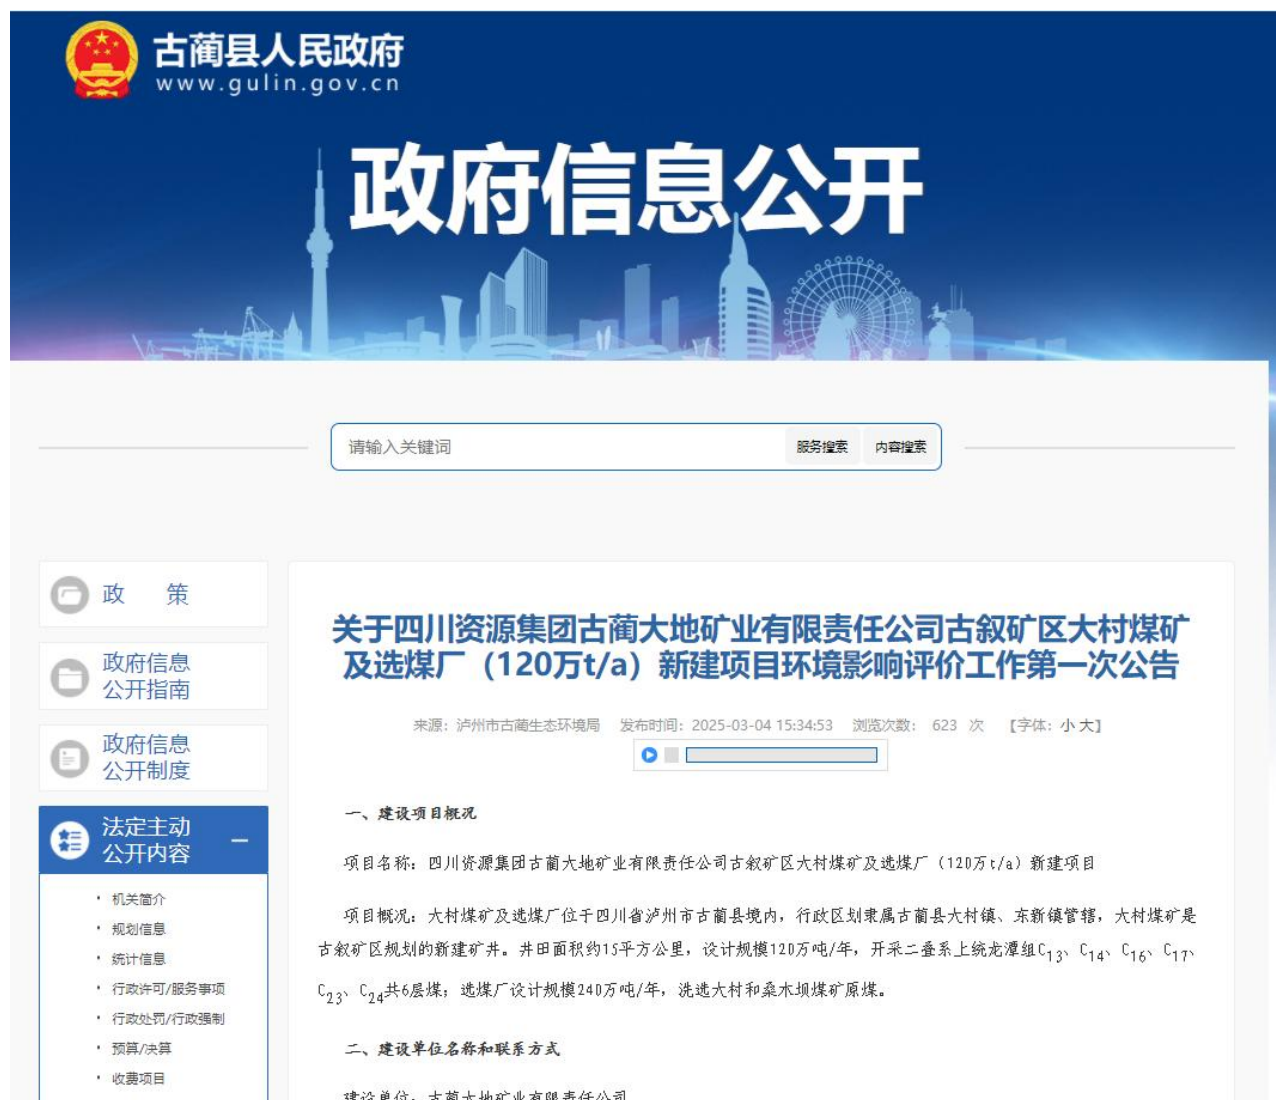 古蔺县人民政府
www.gulin.gov.cn
政府信息公开
请输入关键词
服务搜索
内容搜索
政 策
政府信息
公开指南
政府信息
公开制度
法定主动
公开内容
机关简介
规划信息
统计信息
行政许可/服务事项
行政处罚/行政强制
预算/决算
收费项目
关于四川资源集团古蔺大地矿业有限责任公司古叙矿区大村煤矿
及选煤厂（120万t/a）新建项目环境影响评价工作第一次公告
来源：泸州市古蔺生态环境局 发布时间：2025-03-04 15:34:53 浏览次数： 623 次 【字体：小 大】
一、建设项目概况
项目名称：四川资源集团古蔺大地矿业有限责任公司古叙矿区大村煤矿及选煤厂（120万t/a）新建项目
项目概况：大村煤矿及选煤厂位于四川省泸州市古蔺县境内，行政区划隶属古蔺县大村镇、东新镇管辖，大村煤矿是
古叙矿区规划的新建矿井。井田面积约15平方公里，设计规模120万吨/年，开采二叠系上统龙潭组C13、C14、C16、C17、
C23、C24共6层煤；选煤厂设计规模240万吨/年，洗选大村和桑木坝煤矿原煤。
二、建设单位名称和联系方式
建设单位：古蔺大地矿业有限责任公司